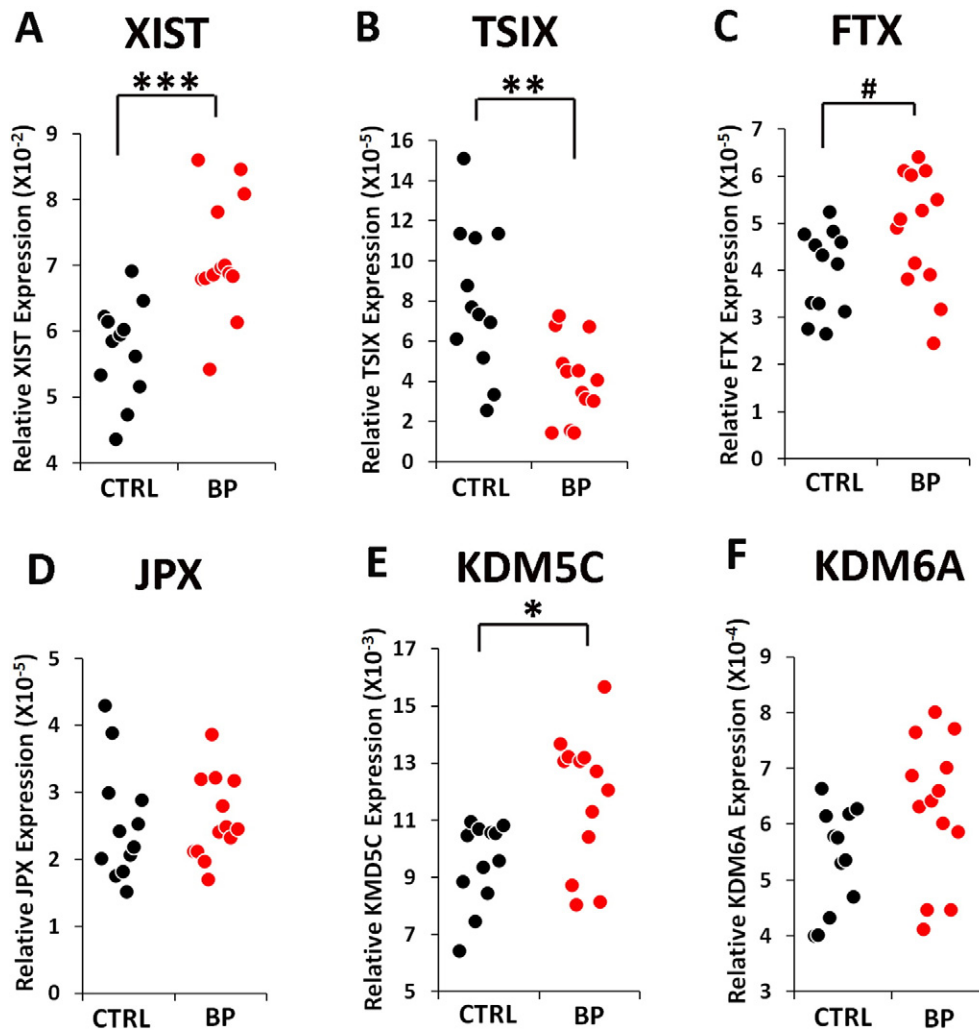 A XIST
***
Relative XIST Expression (X10-2)
9
8
7
6
5
4
CTRL BP
B TSIX
**
Relative TSIX Expression (X10-5)
16
14
12
10
8
6
4
2
0
CTRL BP
C FTX
#
Relative FTX Expression (X10-5)
7
6
5
4
3
2
1
0
CTRL BP
D JPX
Relative JPX Expression (X10-5)
5
4
3
2
1
0
CTRL BP
E KDM5C
*
Relative KMD5C Expression (X10-3)
17
15
13
11
9
7
5
CTRL BP
F KDM6A
Relative KDM6A Expression (X10-4)
9
8
7
6
5
4
3
CTRL BP